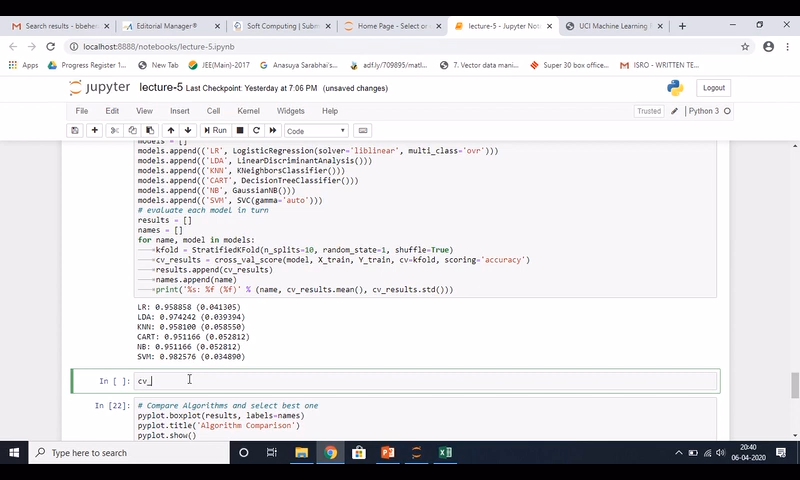 Search results - bbehe
Editorial Manager®
Soft Computing | Subm
Home Page - Select or
lecture-5 - Jupyter Not
UCI Machine Learning
localhost:8888/notebooks/lecture-5.ipynb
Apps
Progress Register 1...
New Tab
JEE(Main)-2017
Anasuya Sarabhai's...
adf.ly/709895/matl...
7. Vector data mani...
Super 30 box office...
ISRO - WRITTEN TE...
jupyter lecture-5 Last Checkpoint: Yesterday at 7:06 PM (unsaved changes)
Logout
File Edit View Insert Cell Kernel Widgets Help
Trusted
Python 3
Run
Code
models = []
models.append(('LR', LogisticRegression(solver='liblinear', multi_class='ovr')))
models.append(('LDA', LinearDiscriminantAnalysis()))
models.append(('KNN', KNeighborsClassifier()))
models.append(('CART', DecisionTreeClassifier()))
models.append(('NB', GaussianNB()))
models.append(('SVM', SVC(gamma='auto')))
# evaluate each model in turn
results = []
names = []
for name, model in models:
kfold = StratifiedKFold(n_splits=10, random_state=1, shuffle=True)
cv_results = cross_val_score(model, X_train, Y_train, cv=kfold, scoring='accuracy')
results.append(cv_results)
names.append(name)
print('%s: %f (%f)' % (name, cv_results.mean(), cv_results.std()))
LR: 0.958858 (0.041305)
LDA: 0.974242 (0.039394)
KNN: 0.958100 (0.058550)
CART: 0.951166 (0.052812)
NB: 0.951166 (0.052812)
SVM: 0.982576 (0.034890)
In [ ]: cv_
In [22]: # Compare Algorithms and select best one
pyplot.boxplot(results, labels=names)
pyplot.title('Algorithm Comparison')
pyplot.show()
Type here to search
20:40
06-04-2020